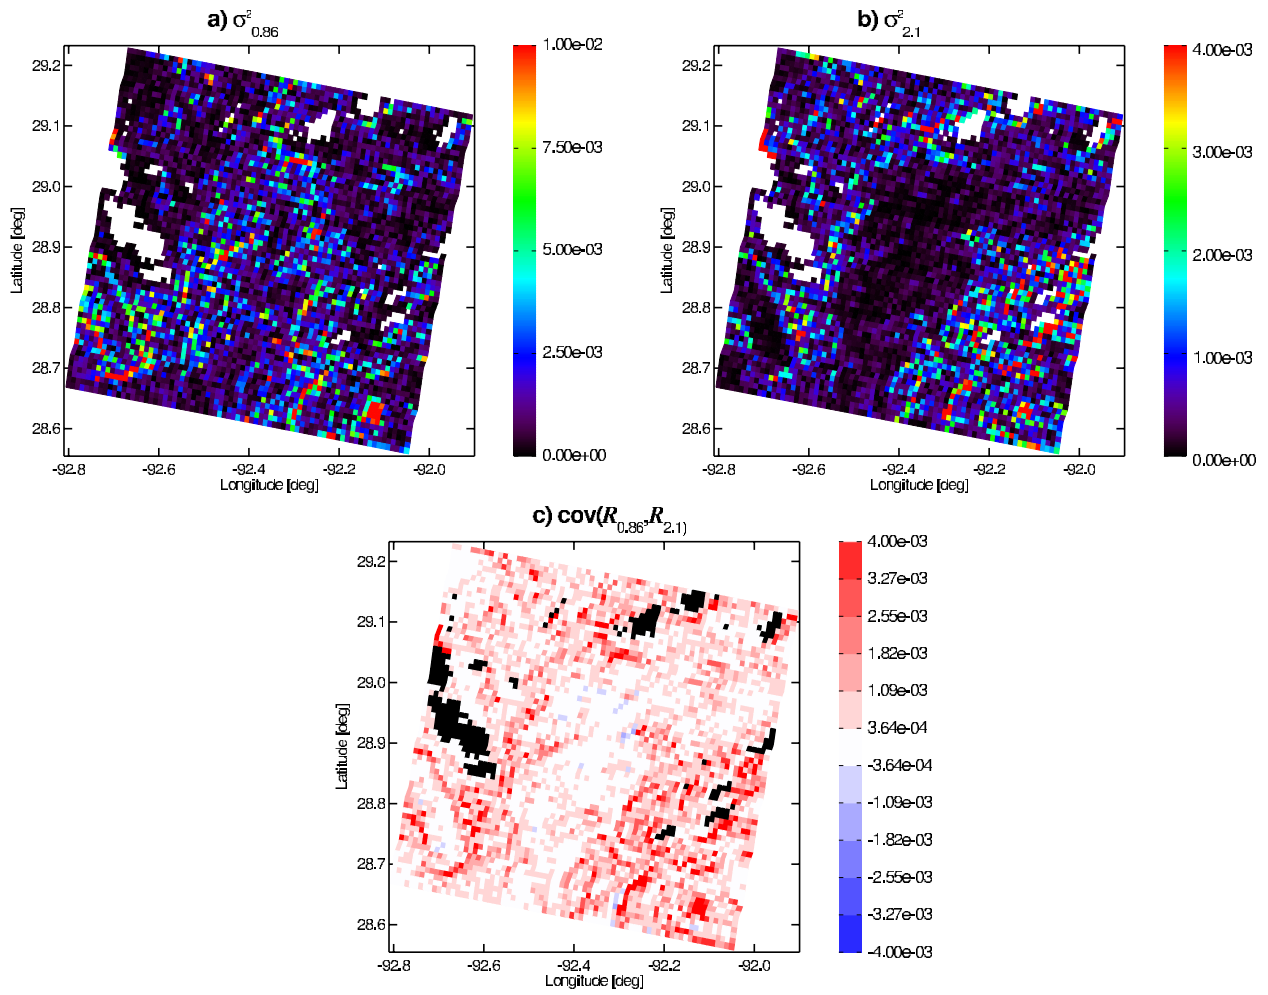 a) σ²0.86
29.2
29.1
29.0
28.9
28.8
28.7
28.6
Latitude [deg]
-92.8 -92.6 -92.4 -92.2 -92.0
Longitude [deg]
1.00e-02
7.50e-03
5.00e-03
2.50e-03
0.00e+00
b) σ²2.1
29.2
29.1
29.0
28.9
28.8
28.7
28.6
Latitude [deg]
-92.8 -92.6 -92.4 -92.2 -92.0
Longitude [deg]
4.00e-03
3.00e-03
2.00e-03
1.00e-03
0.00e+00
c) cov(R0.86,R2.1)
29.2
29.1
29.0
28.9
28.8
28.7
28.6
Latitude [deg]
-92.8 -92.6 -92.4 -92.2 -92.0
Longitude [deg]
4.00e-03
3.27e-03
2.55e-03
1.82e-03
1.09e-03
3.64e-04
-3.64e-04
-1.09e-03
-1.82e-03
-2.55e-03
-3.27e-03
-4.00e-03